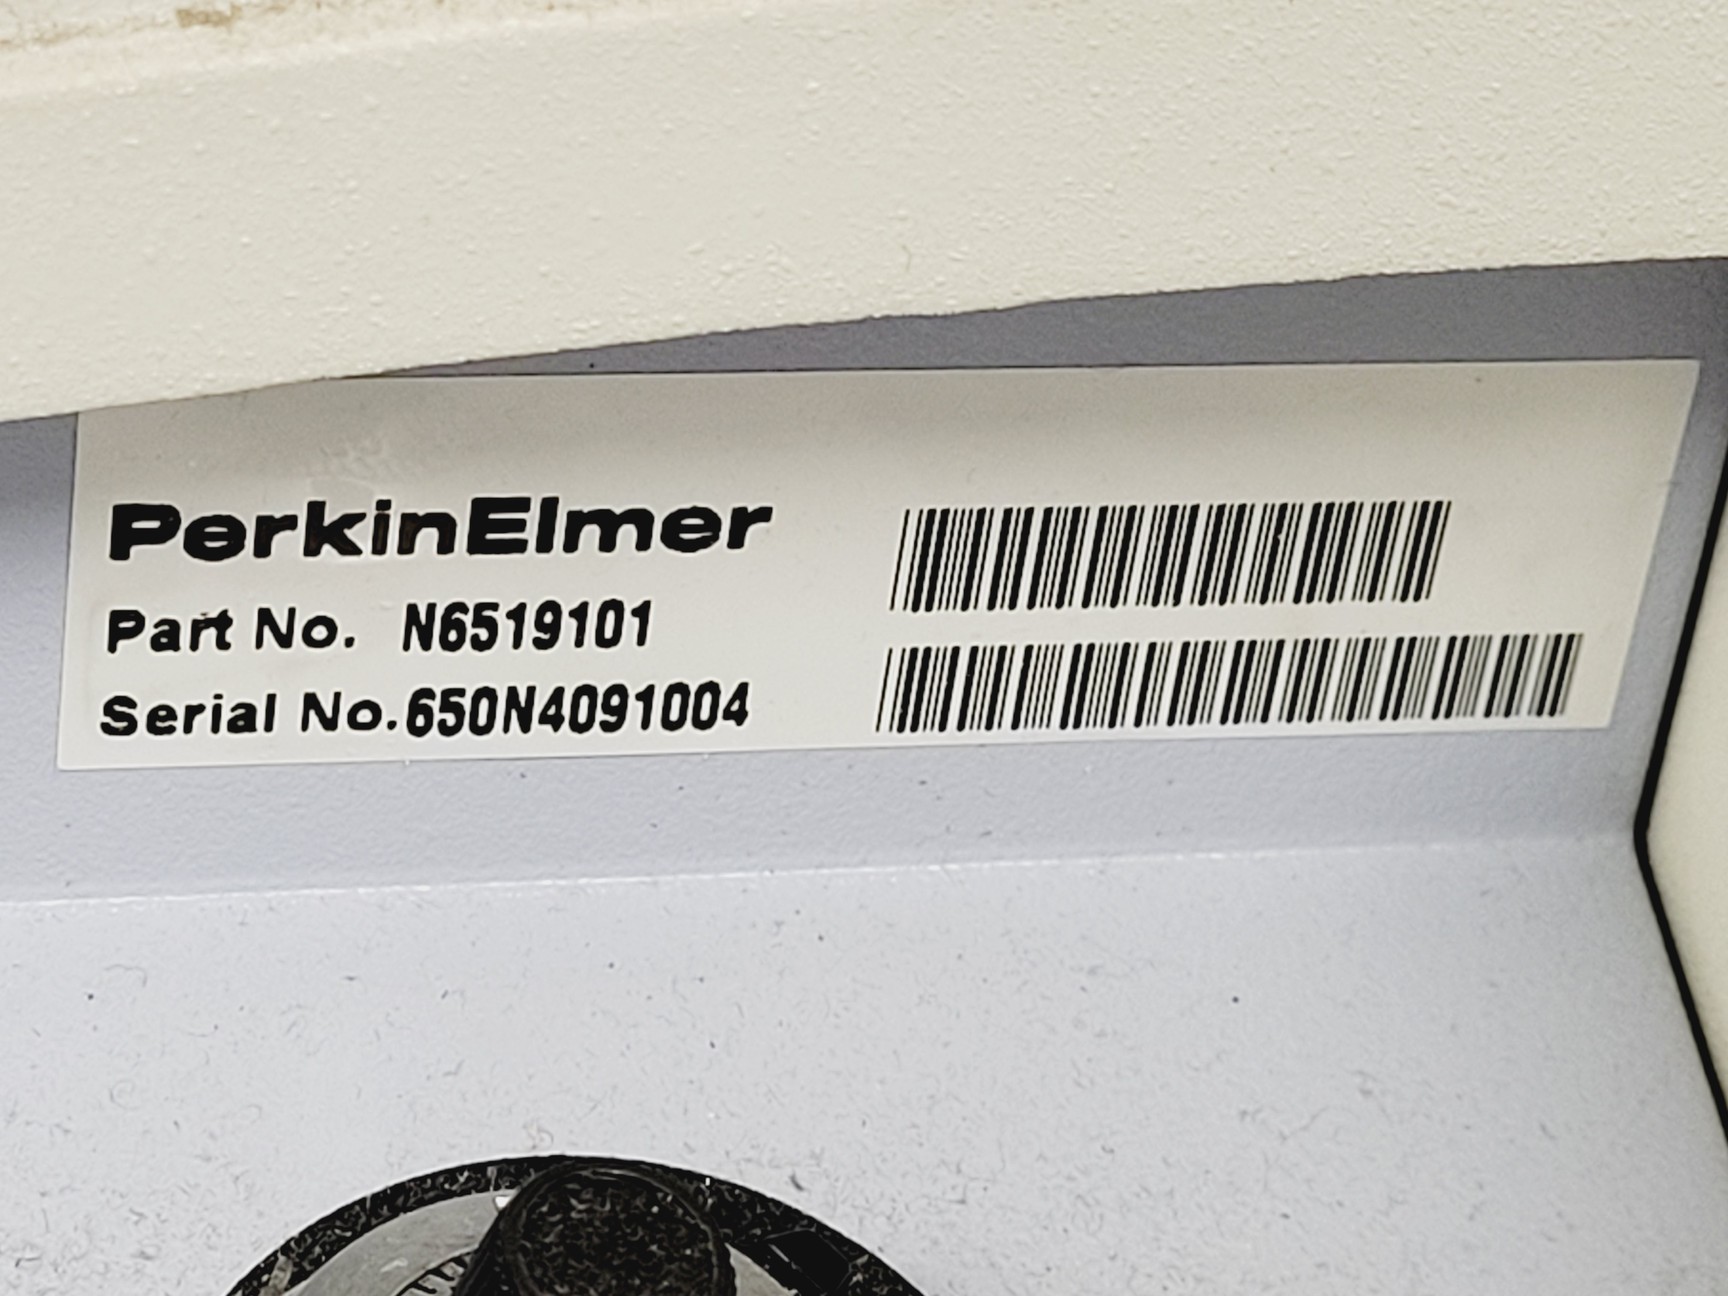 PerkinElmer
Part No. N6519101
Serial No.650N4091004